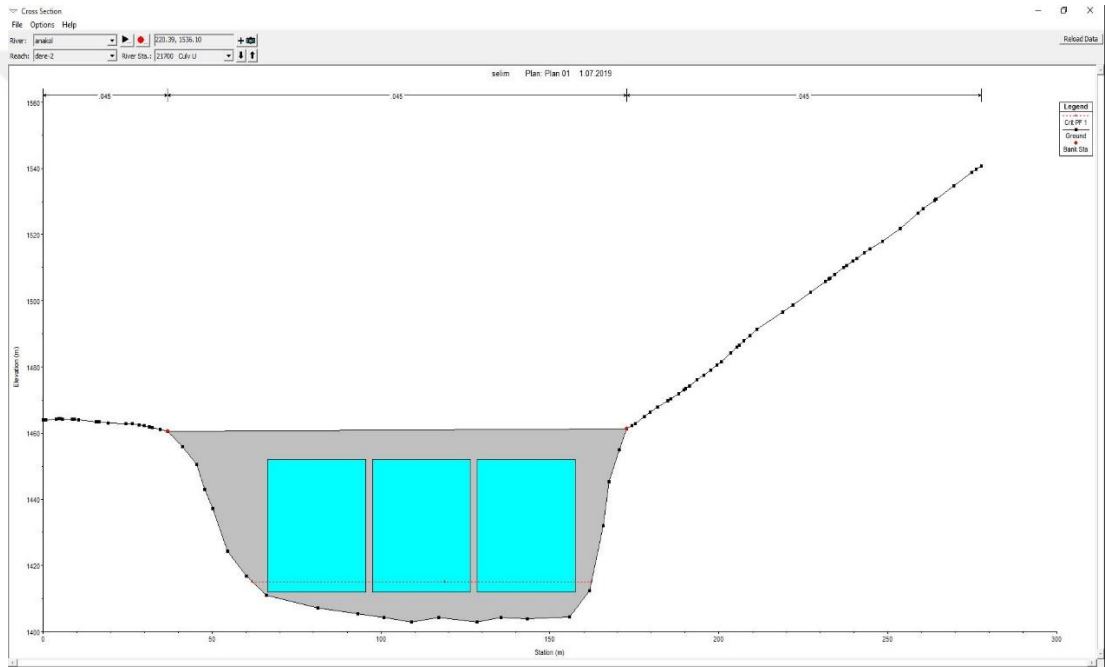 Cross Section
File Options Help
River: anakol 220.39, 1536.10 Reload Data
Reach: dere-2 River Sta.: 21700 Culv U
selim Plan: Plan 01 1.07.2019
.045 .045 .045
Legend
Crit PF 1
Ground
Bank Sta
1560
1540
1520
1500
1480
1460
1440
1420
1400
Elevation (m)
0 50 100 150 200 250 300
Station (m)